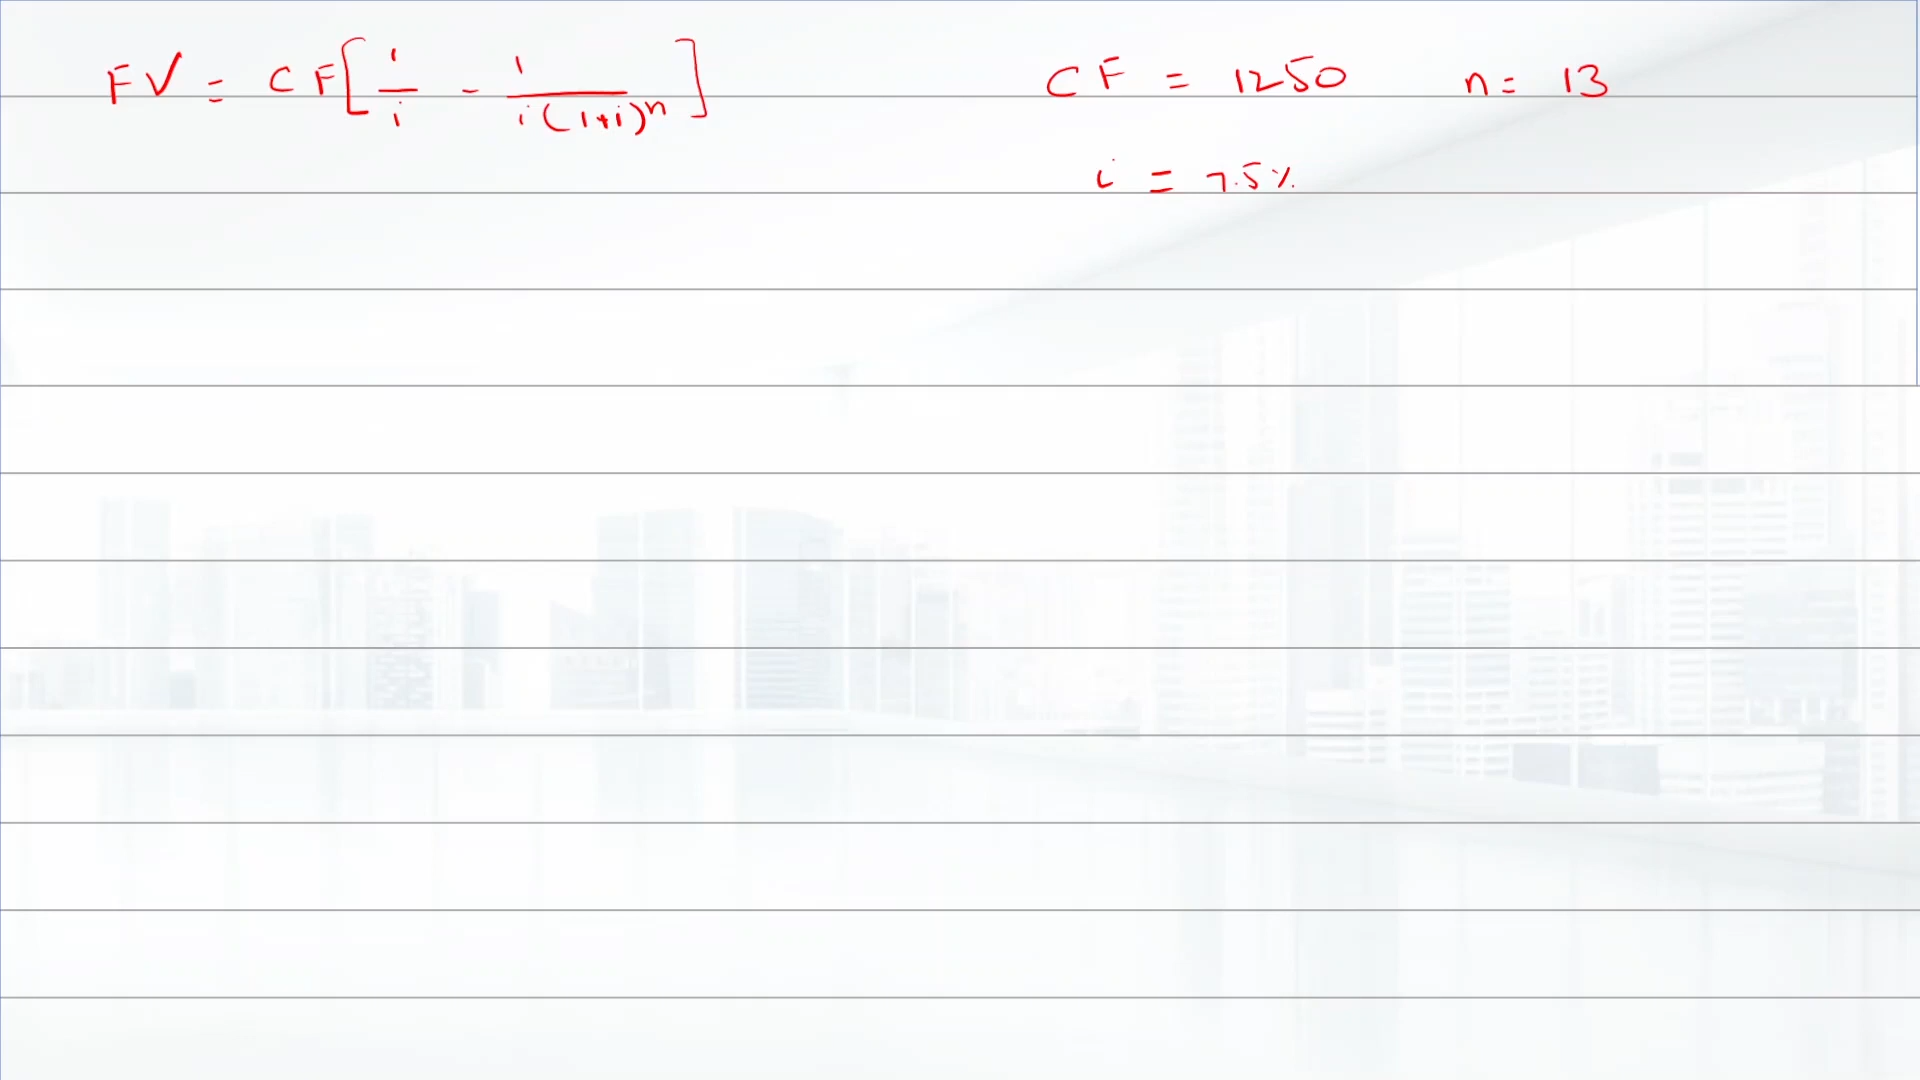 FV = CF[1/i - 1/i(1+i)^n] CF = 1250 n = 13
i = 7.5%